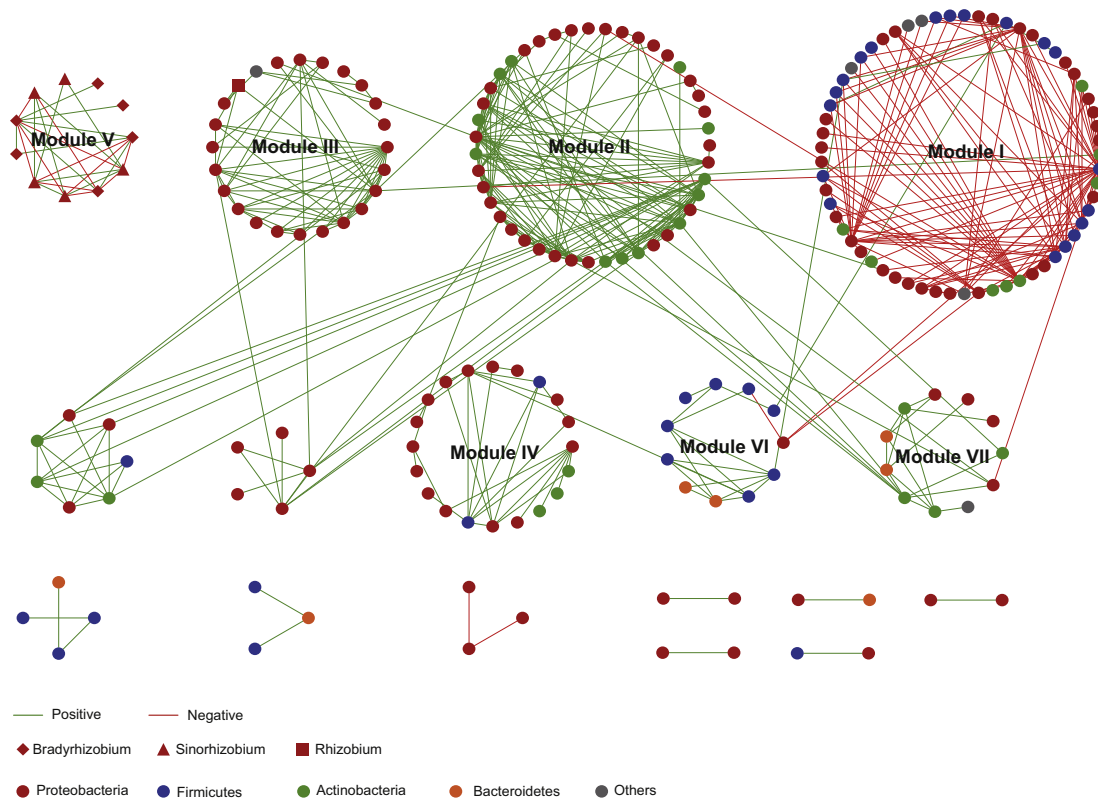 Module V
Module III
Module II
Module I
Module IV
Module VI
Module VII
Positive
Negative
Bradyrhizobium
Sinorhizobium
Rhizobium
Proteobacteria
Firmicutes
Actinobacteria
Bacteroidetes
Others